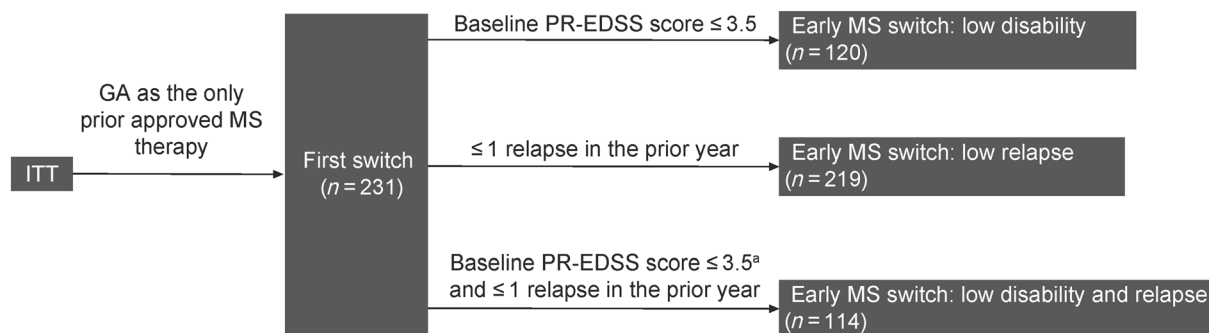 ITT
GA as the only
prior approved MS
therapy
First switch
(n = 231)
Baseline PR-EDSS score ≤ 3.5
Early MS switch: low disability
(n = 120)
≤ 1 relapse in the prior year
Early MS switch: low relapse
(n = 219)
Baseline PR-EDSS score ≤ 3.5ᵃ
and ≤ 1 relapse in the prior year
Early MS switch: low disability and relapse
(n = 114)